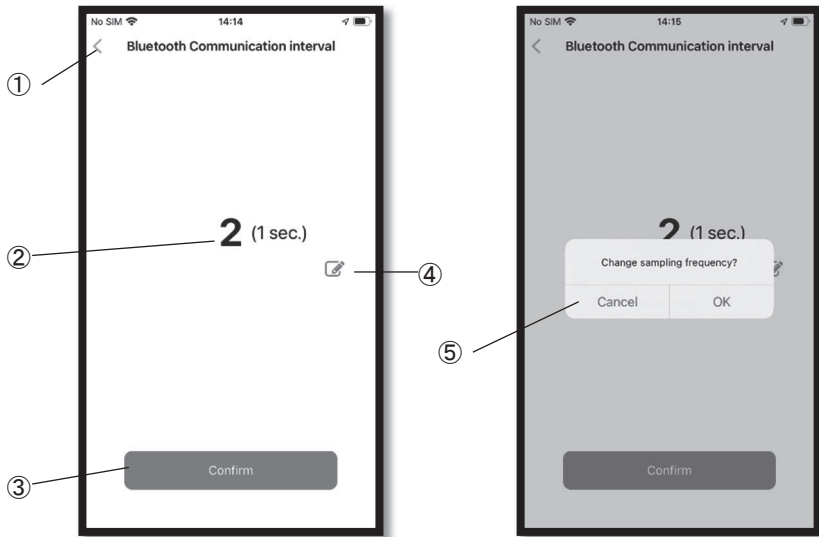 No SIM 14:14
Bluetooth Communication interval
①
2 (1 sec.)
②
④
Confirm
③
No SIM 14:15
Bluetooth Communication interval
2 (1 sec.)
Change sampling frequency?
Cancel OK
⑤
Confirm